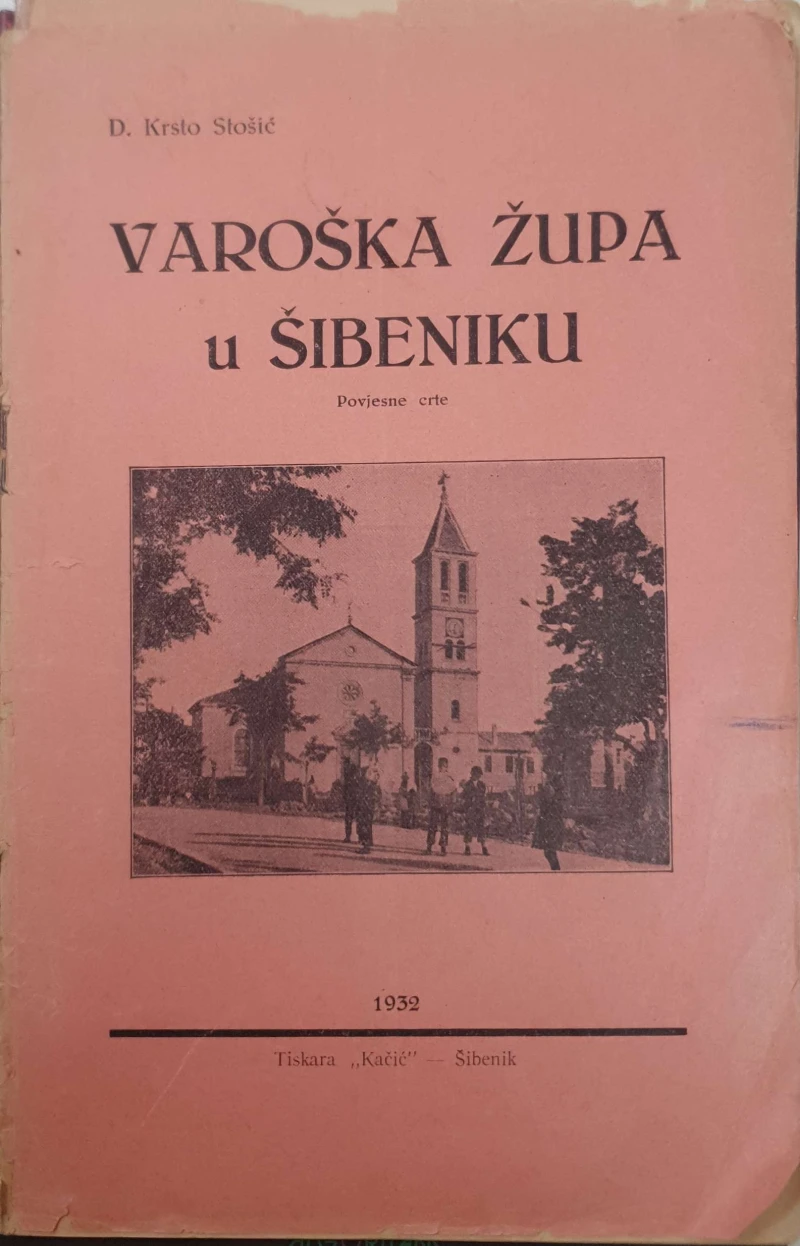 D. Krsto Stošić
VAROŠKA ŽUPA
u ŠIBENIKU
Povjesne crte
1932
Tiskara „Kačić" — Šibenik